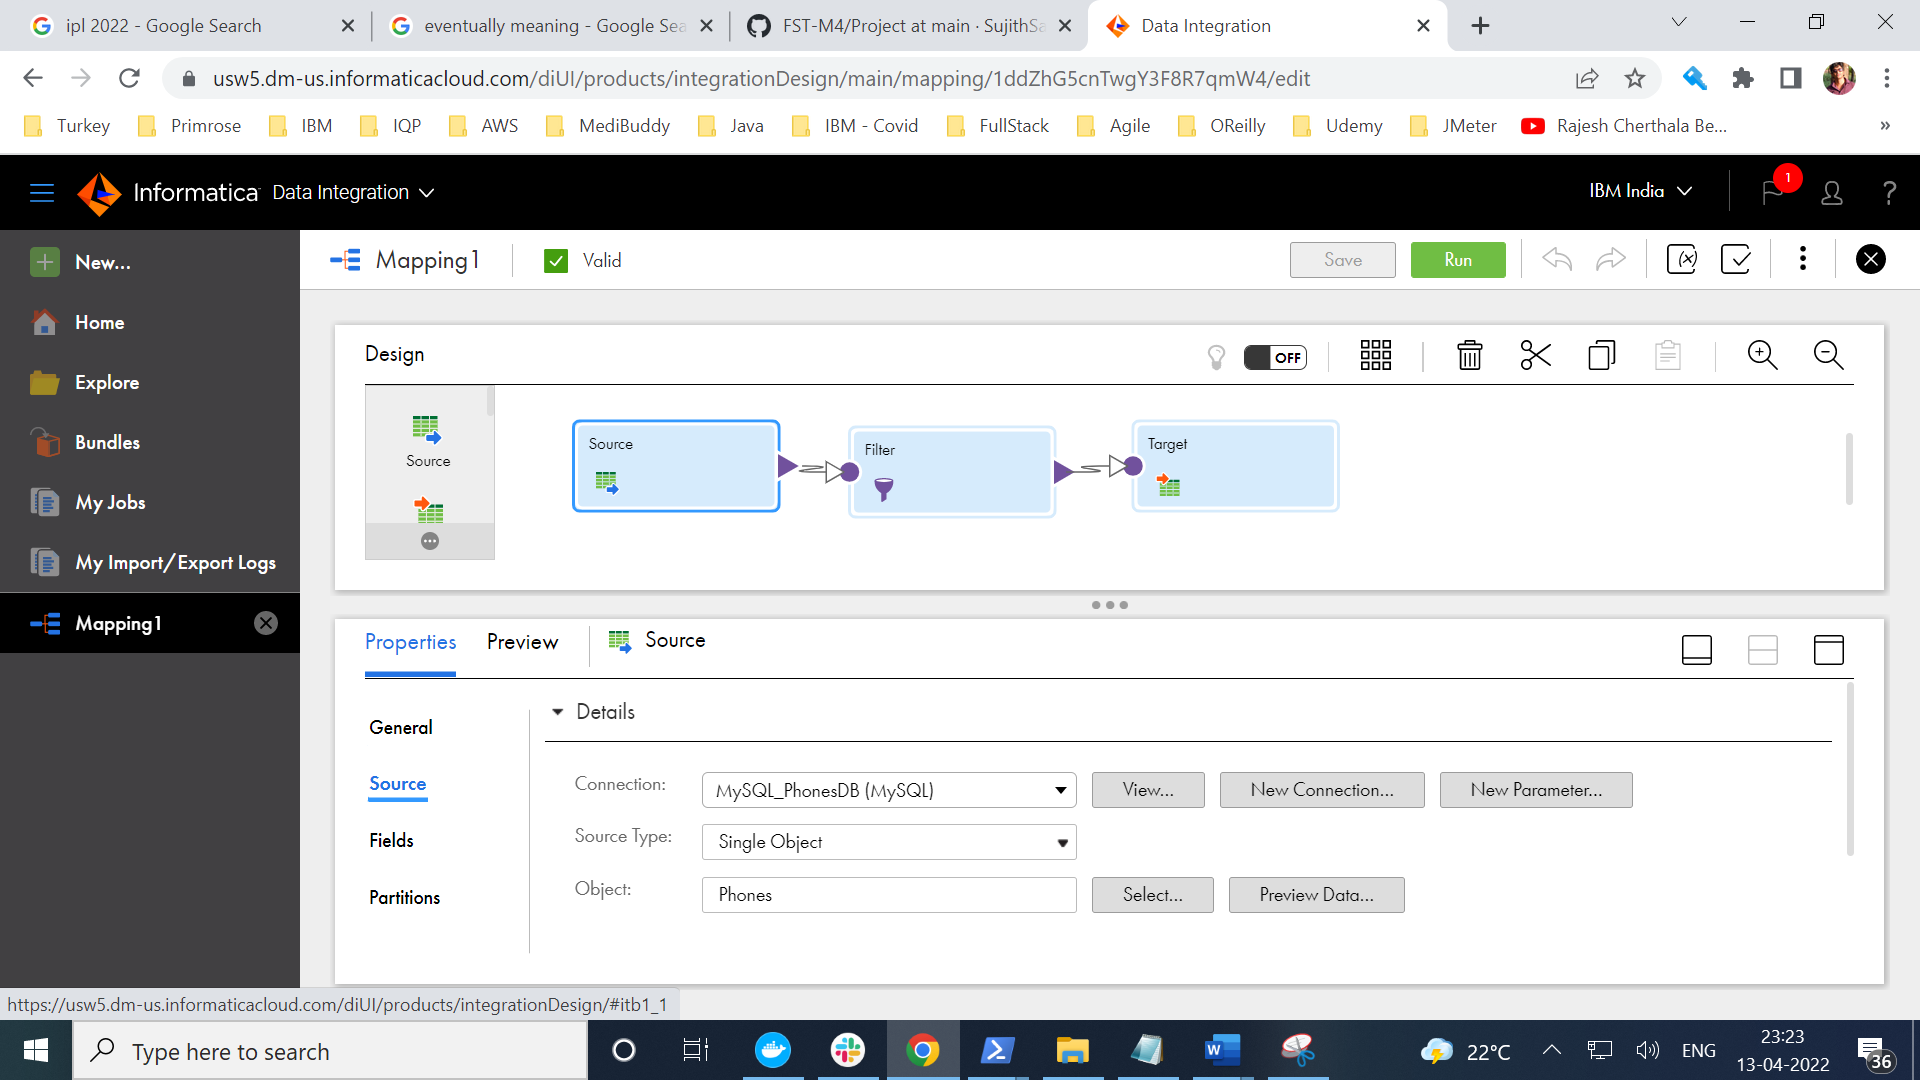 ipl 2022 - Google Search
eventually meaning - Google Sea
FST-M4/Project at main · SujithSa
Data Integration
usw5.dm-us.informaticacloud.com/diUI/products/integrationDesign/main/mapping/1ddZhG5cnTwgY3F8R7qmW4/edit
Turkey
Primrose
IBM
IQP
AWS
MediBuddy
Java
IBM - Covid
FullStack
Agile
OReilly
Udemy
JMeter
Rajesh Cherthala Be...
»
Informatica
Data Integration
IBM India
1
?
New...
Home
Explore
Bundles
My Jobs
My Import/Export Logs
Mapping1
Mapping1
Valid
Save
Run
(x)
Design
OFF
Source
Source
Filter
Target
Properties
Preview
Source
General
Source
Fields
Partitions
Details
Connection:
MySQL_PhonesDB (MySQL)
View...
New Connection...
New Parameter...
Source Type:
Single Object
Object:
Phones
Select...
Preview Data...
https://usw5.dm-us.informaticacloud.com/diUI/products/integrationDesign/#itb1_1
Type here to search
W
22°C
ENG
23:23
13-04-2022
36